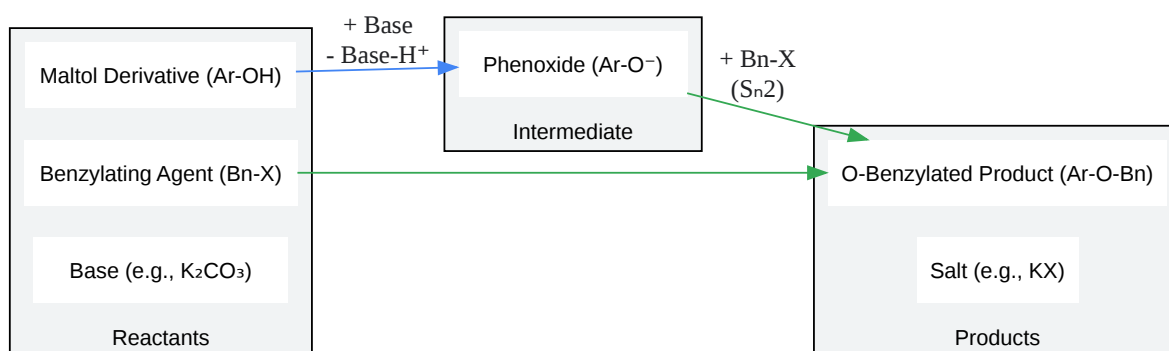 Maltol Derivative (Ar-OH)
Benzylating Agent (Bn-X)
Base (e.g., K₂CO₃)
Reactants
+ Base
- Base-H⁺
Phenoxide (Ar-O⁻)
Intermediate
+ Bn-X
(Sₙ2)
O-Benzylated Product (Ar-O-Bn)
Salt (e.g., KX)
Products